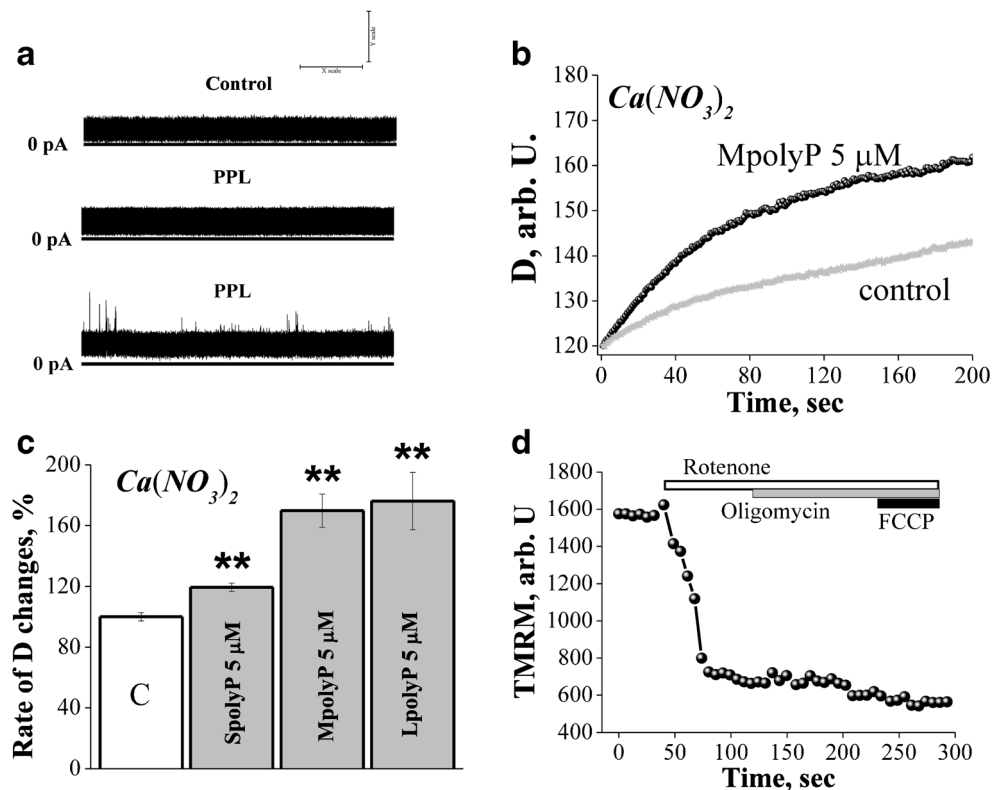 a
Y scale
X scale
Control
0 pA
PPL
0 pA
PPL
0 pA
b
Ca(NO3)2
MpolyP 5 μM
control
D, arb. U.
180
170
160
150
140
130
120
0 40 80 120 160 200
Time, sec
c
Ca(NO3)2
Rate of D changes, %
200
160
120
80
40
0
**
**
**
C
SpolyP 5 μM
MpolyP 5 μM
LpolyP 5 μM
d
TMRM, arb. U
1800
1600
1400
1200
1000
800
600
400
Rotenone
Oligomycin
FCCP
0 50 100 150 200 250 300
Time, sec